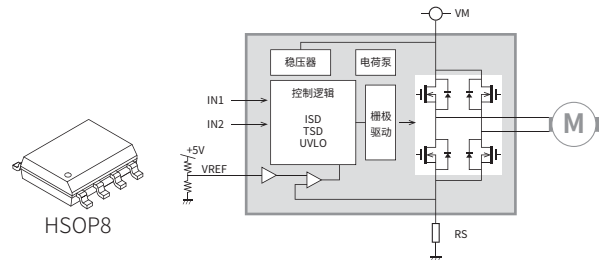 VM
稳压器
电荷泵
控制逻辑
IN1
ISD
栅极
IN2
TSD
驱动
UVLO
M
+5V
VREF
HSOP8
RS